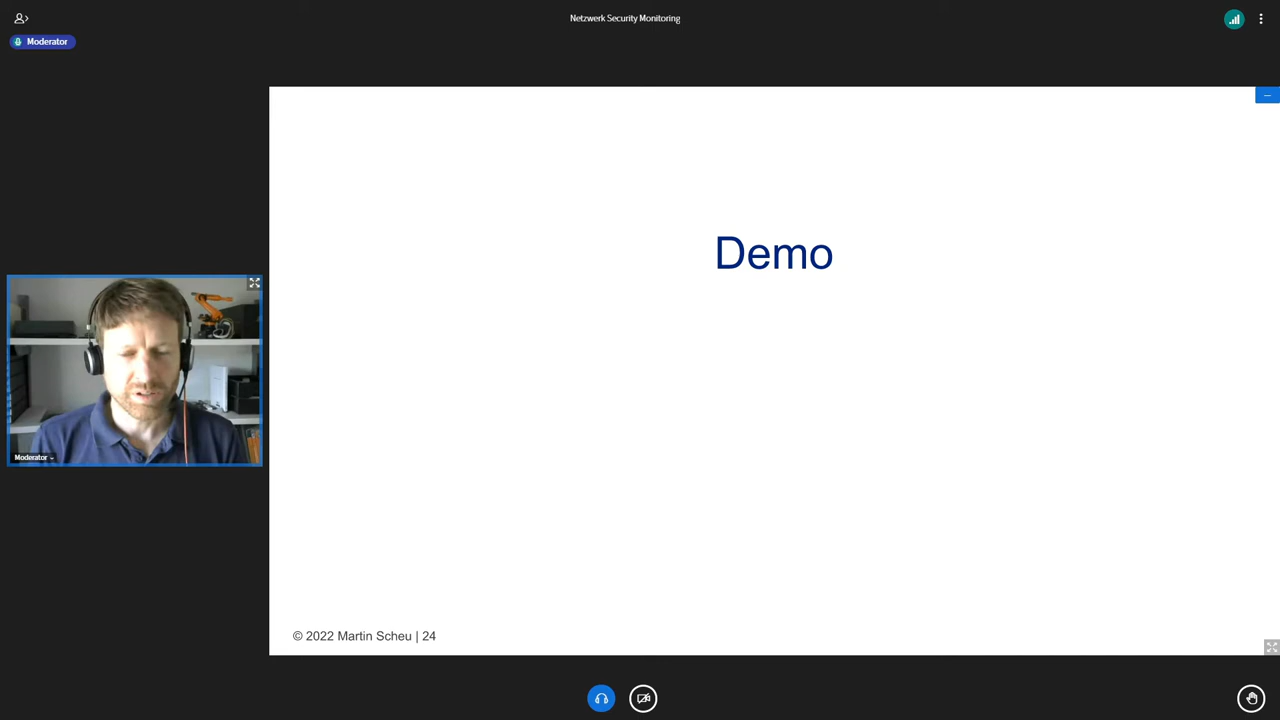 Netzwerk Security Monitoring
Moderator
Demo
Moderator
© 2022 Martin Scheu | 24